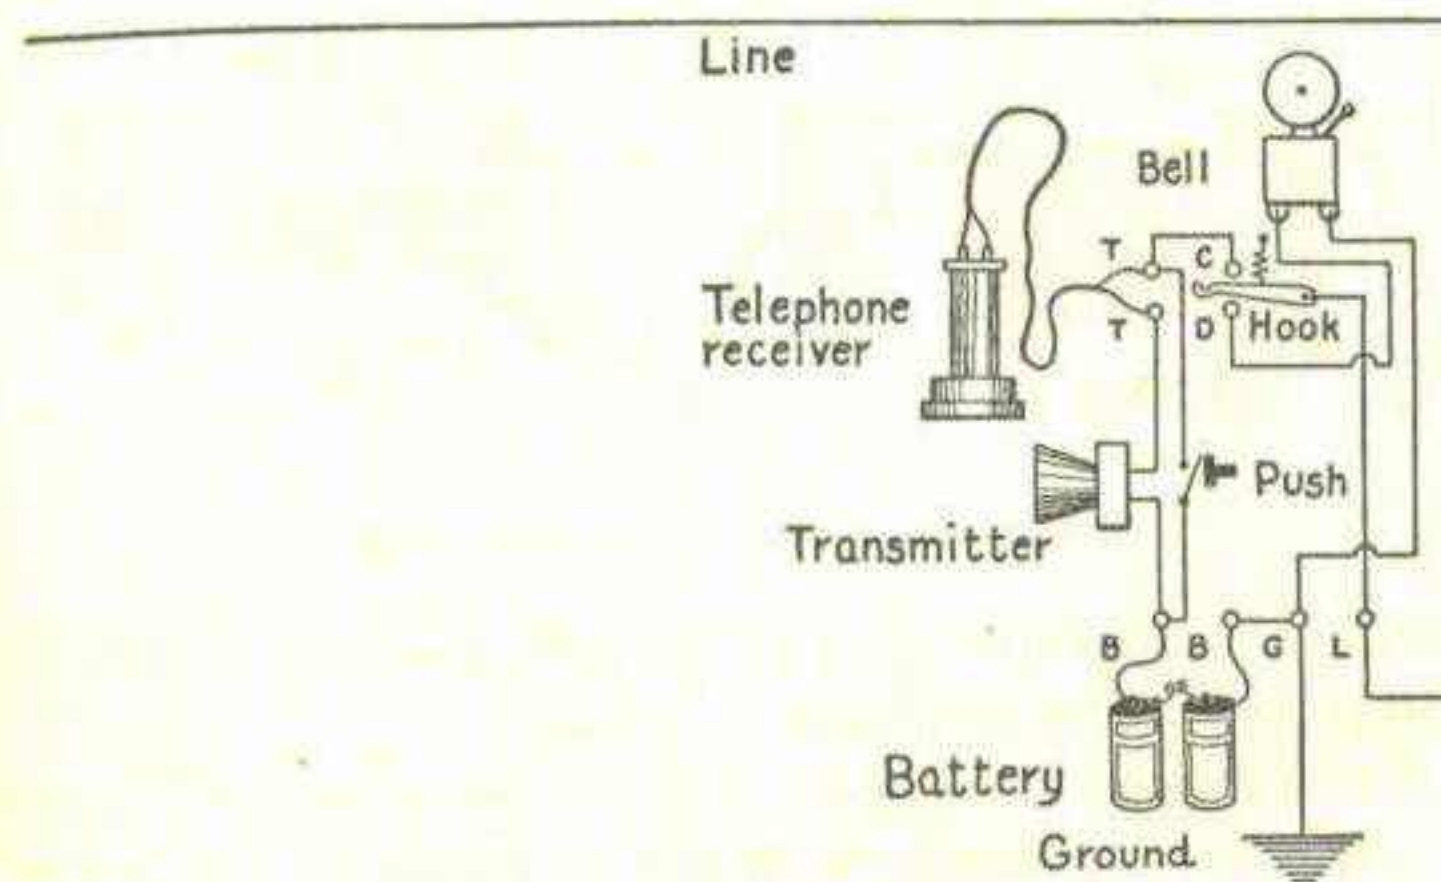 Line
Bell
T
C
Telephone
receiver
T
D
Hook
Push
Transmitter
B
B
G
L
Battery
Ground